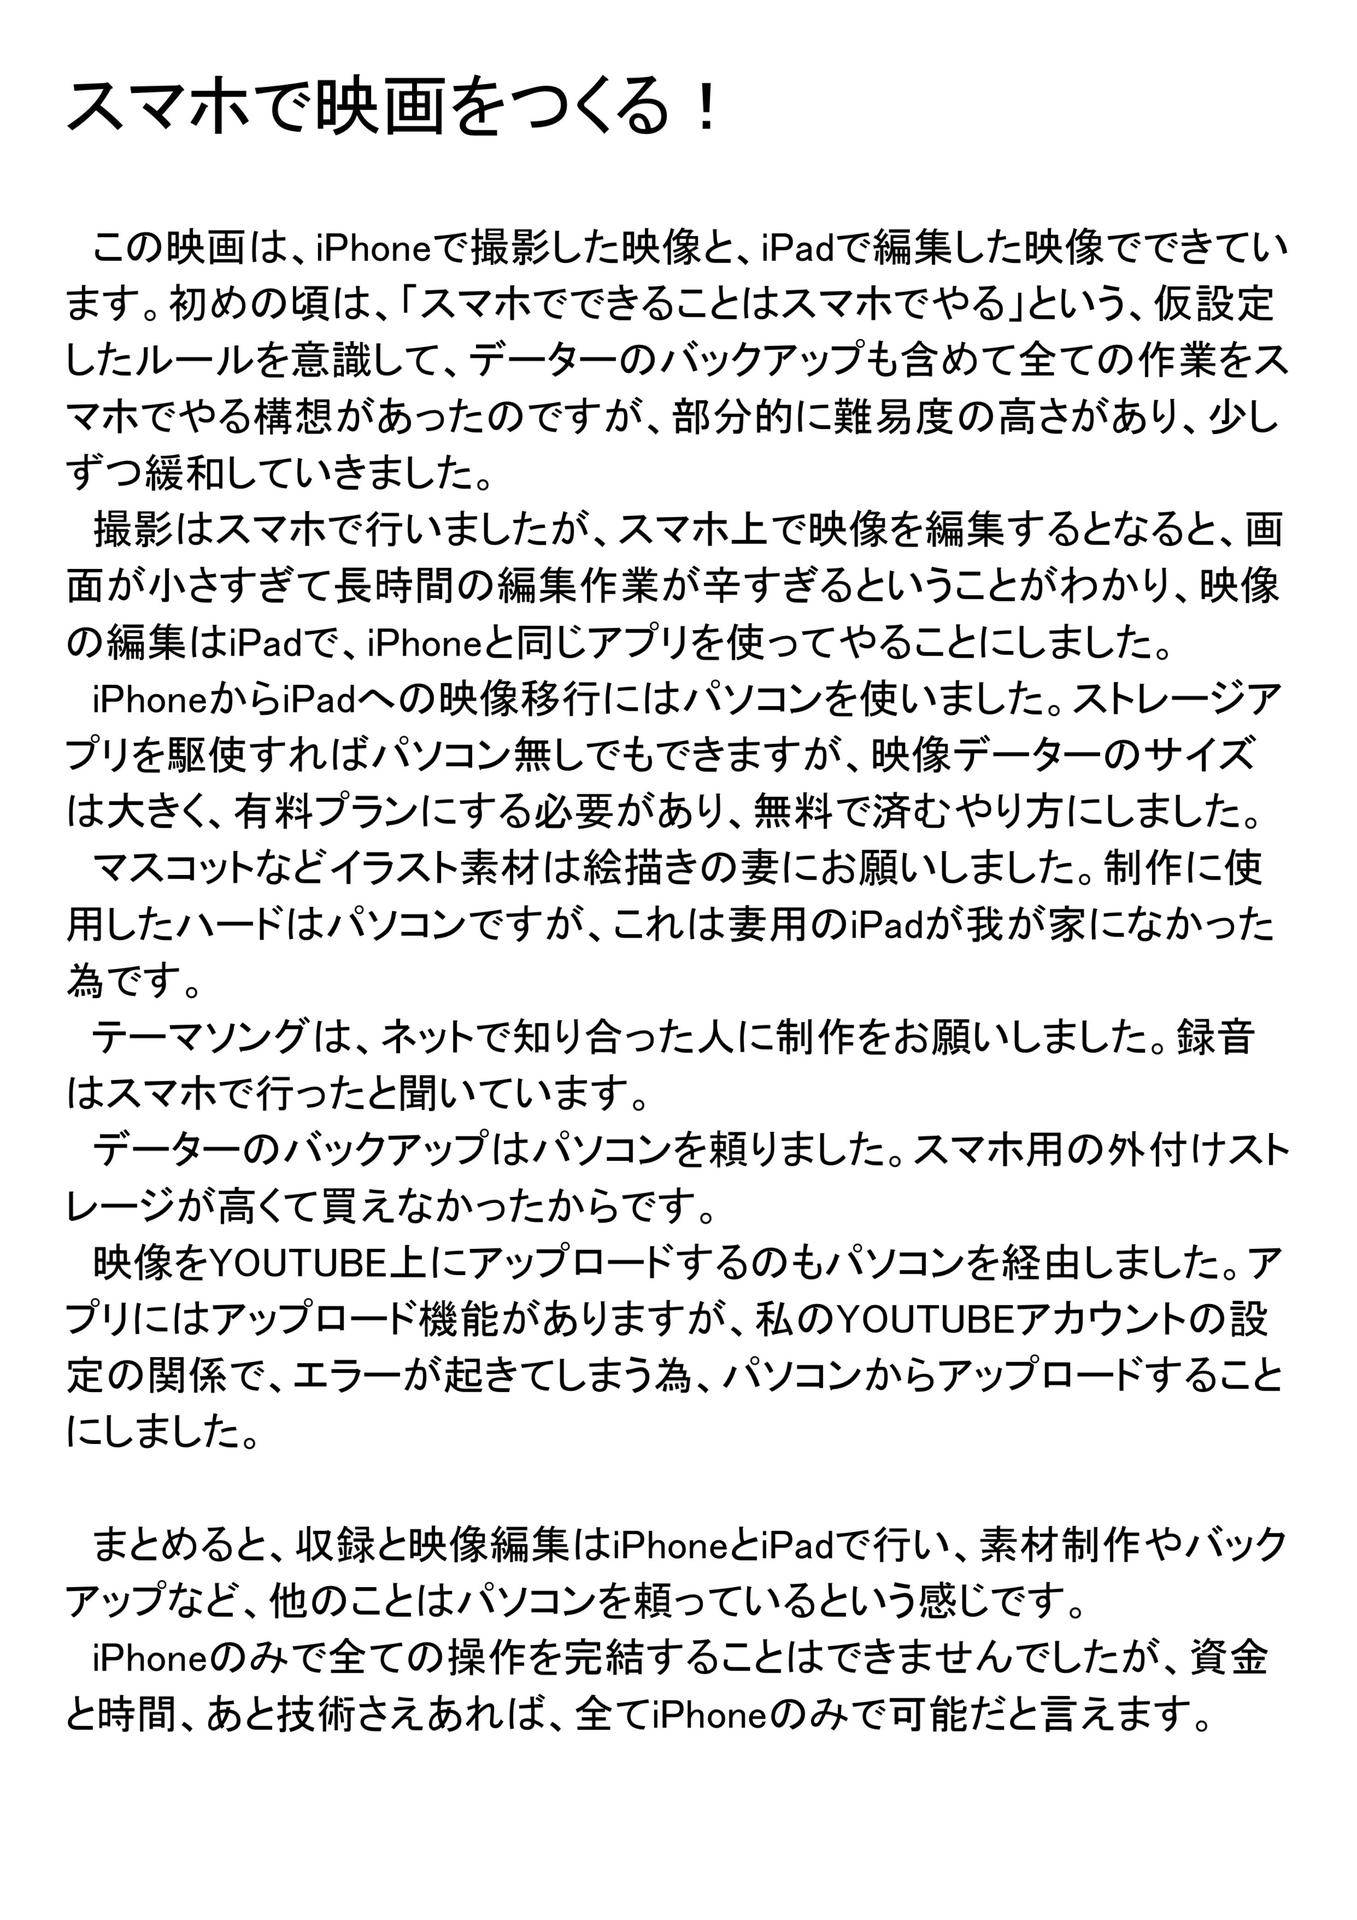 スマホで映画をつくる！
この映画は、iPhoneで撮影した映像と、iPadで編集した映像でできてい
ます。初めの頃は、「スマホでできることはスマホでやる」という、仮設定
したルールを意識して、データーのバックアップも含めて全ての作業をス
マホでやる構想があったのですが、部分的に難易度の高さがあり、少し
ずつ緩和していきました。
撮影はスマホで行いましたが、スマホ上で映像を編集するとなると、画
面が小さすぎて長時間の編集作業が辛すぎるということがわかり、映像
の編集はiPadで、iPhoneと同じアプリを使ってやることにしました。
iPhoneからiPadへの映像移行にはパソコンを使いました。ストレージア
プリを駆使すればパソコン無しでもできますが、映像データーのサイズ
は大きく、有料プランにする必要があり、無料で済むやり方にしました。
マスコットなどイラスト素材は絵描きの妻にお願いしました。制作に使
用したハードはパソコンですが、これは妻用のiPadが我が家になかった
為です。
テーマソングは、ネットで知り合った人に制作をお願いしました。録音
はスマホで行ったと聞いています。
データーのバックアップはパソコンを頼りました。スマホ用の外付けスト
レージが高くて買えなかったからです。
映像をYOUTUBE上にアップロードするのもパソコンを経由しました。ア
プリにはアップロード機能がありますが、私のYOUTUBEアカウントの設
定の関係で、エラーが起きてしまう為、パソコンからアップロードすること
にしました。
まとめると、収録と映像編集はiPhoneとiPadで行い、素材制作やバック
アップなど、他のことはパソコンを頼っているという感じです。
iPhoneのみで全ての操作を完結することはできませんでしたが、資金
と時間、あと技術さえあれば、全てiPhoneのみで可能だと言えます。